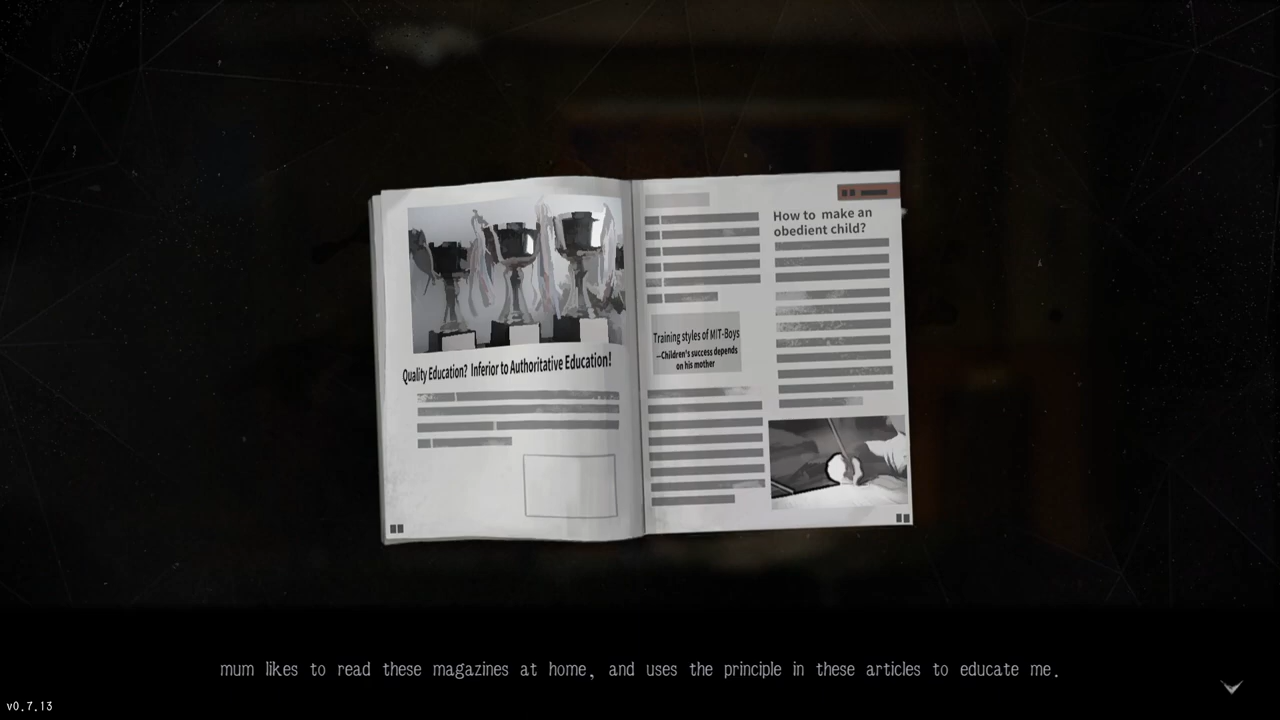 Quality Education? Inferior to Authoritative Education!
Training styles of MIT-Boys
—Children's success depends
on his mother
How to make an
obedient child?
mum likes to read these magazines at home, and uses the principle in these articles to educate me.
v0.7.13